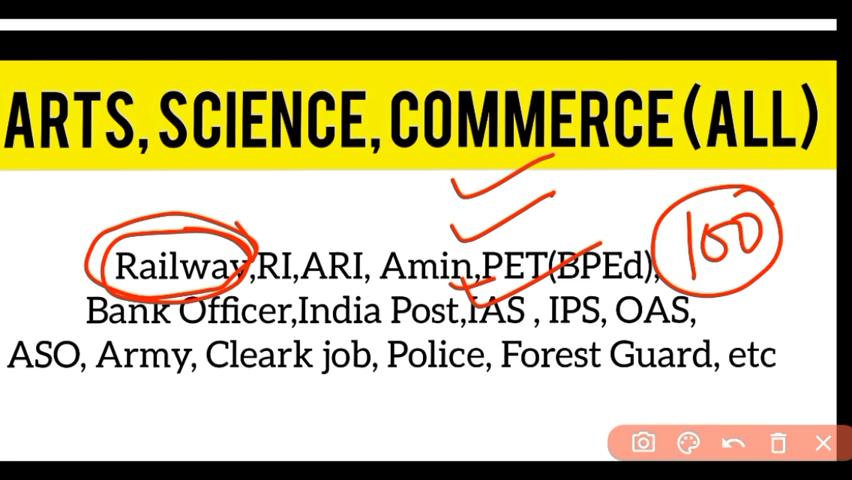 ARTS, SCIENCE, COMMERCE (ALL)
100
Railway,RI,ARI, Amin,PET(BPEd),
Bank Officer,India Post,IAS , IPS, OAS,
ASO, Army, Cleark job, Police, Forest Guard, etc